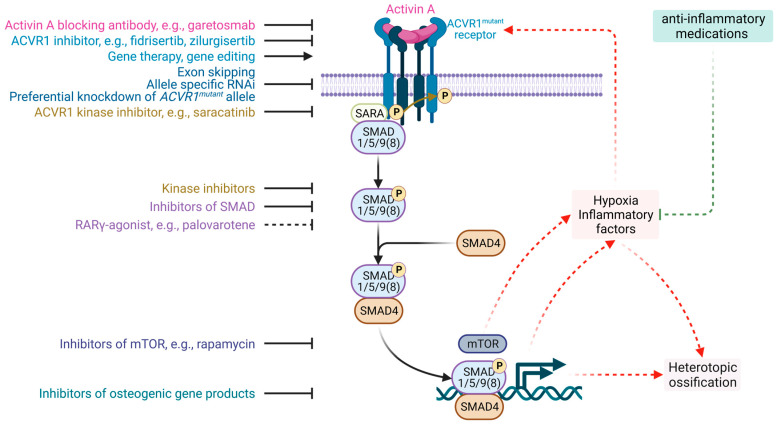 Activin A blocking antibody, e.g., garetosmab
ACVR1 inhibitor, e.g., fidrisertib, zilurgisertib
Gene therapy, gene editing
Exon skipping
Allele specific RNAi
Preferential knockdown of ACVR1mutant allele
ACVR1 kinase inhibitor, e.g., saracatinib
Kinase inhibitors
Inhibitors of SMAD
RARγ-agonist, e.g., palovarotene
Inhibitors of mTOR, e.g., rapamycin
Inhibitors of osteogenic gene products
Activin A
ACVR1mutant
receptor
P
SARA
P
SMAD
1/5/9(8)
P
SMAD
1/5/9(8)
SMAD4
P
SMAD
1/5/9(8)
SMAD4
mTOR
P
SMAD
1/5/9(8)
SMAD4
anti-inflammatory
medications
Hypoxia
Inflammatory
factors
Heterotopic
ossification